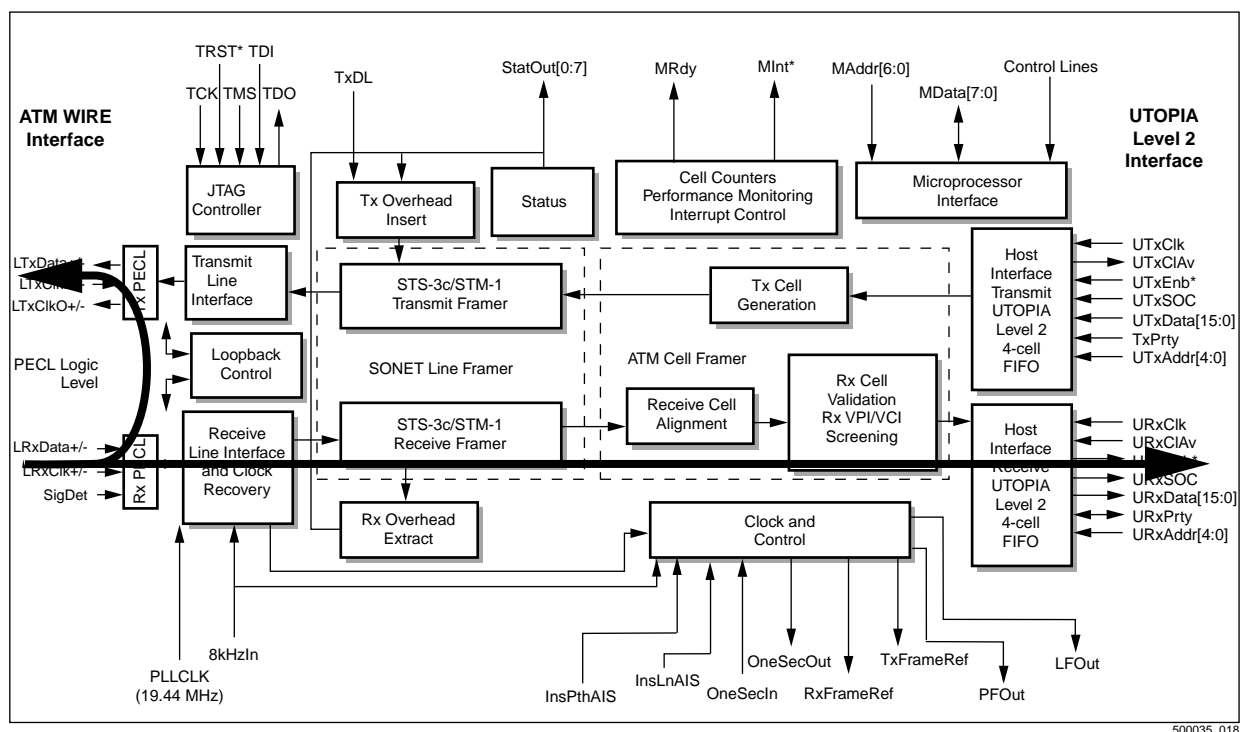 TRST* TDI
TxDL
StatOut[0:7]
MRdy
MInt*
MAddr[6:0]
Control Lines
MData[7:0]
TCK TMS TDO
ATM WIRE
Interface
UTOPIA
Level 2
Interface
JTAG
Controller
Tx Overhead
Insert
Status
Cell Counters
Performance Monitoring
Interrupt Control
Microprocessor
Interface
LTxData+/-
LTxClkO+/-
Tx PECL
Transmit
Line
Interface
STS-3c/STM-1
Transmit Framer
Tx Cell
Generation
Host
Interface
Transmit
UTOPIA
Level 2
4-cell
FIFO
UTxClk
UTxClAv
UTxEnb*
UTxSOC
UTxData[15:0]
TxPrty
UTxAddr[4:0]
PECL Logic
Level
Loopback
Control
SONET Line Framer
ATM Cell Framer
Receive Cell
Alignment
Rx Cell
Validation
Rx VPI/VCI
Screening
LRxData+/-
LRxClk+/-
SigDet
Rx PECL
Receive
Line Interface
and Clock
Recovery
STS-3c/STM-1
Receive Framer
Host
Interface
Receive
UTOPIA
Level 2
4-cell
FIFO
URxClk
URxClAv
URxSOC
URxData[15:0]
URxPrty
URxAddr[4:0]
Rx Overhead
Extract
Clock and
Control
8kHzIn
PLLCLK
(19.44 MHz)
InsPthAIS
InsLnAIS
OneSecIn
OneSecOut
RxFrameRef
TxFrameRef
PFOut
LFOut
500035_018